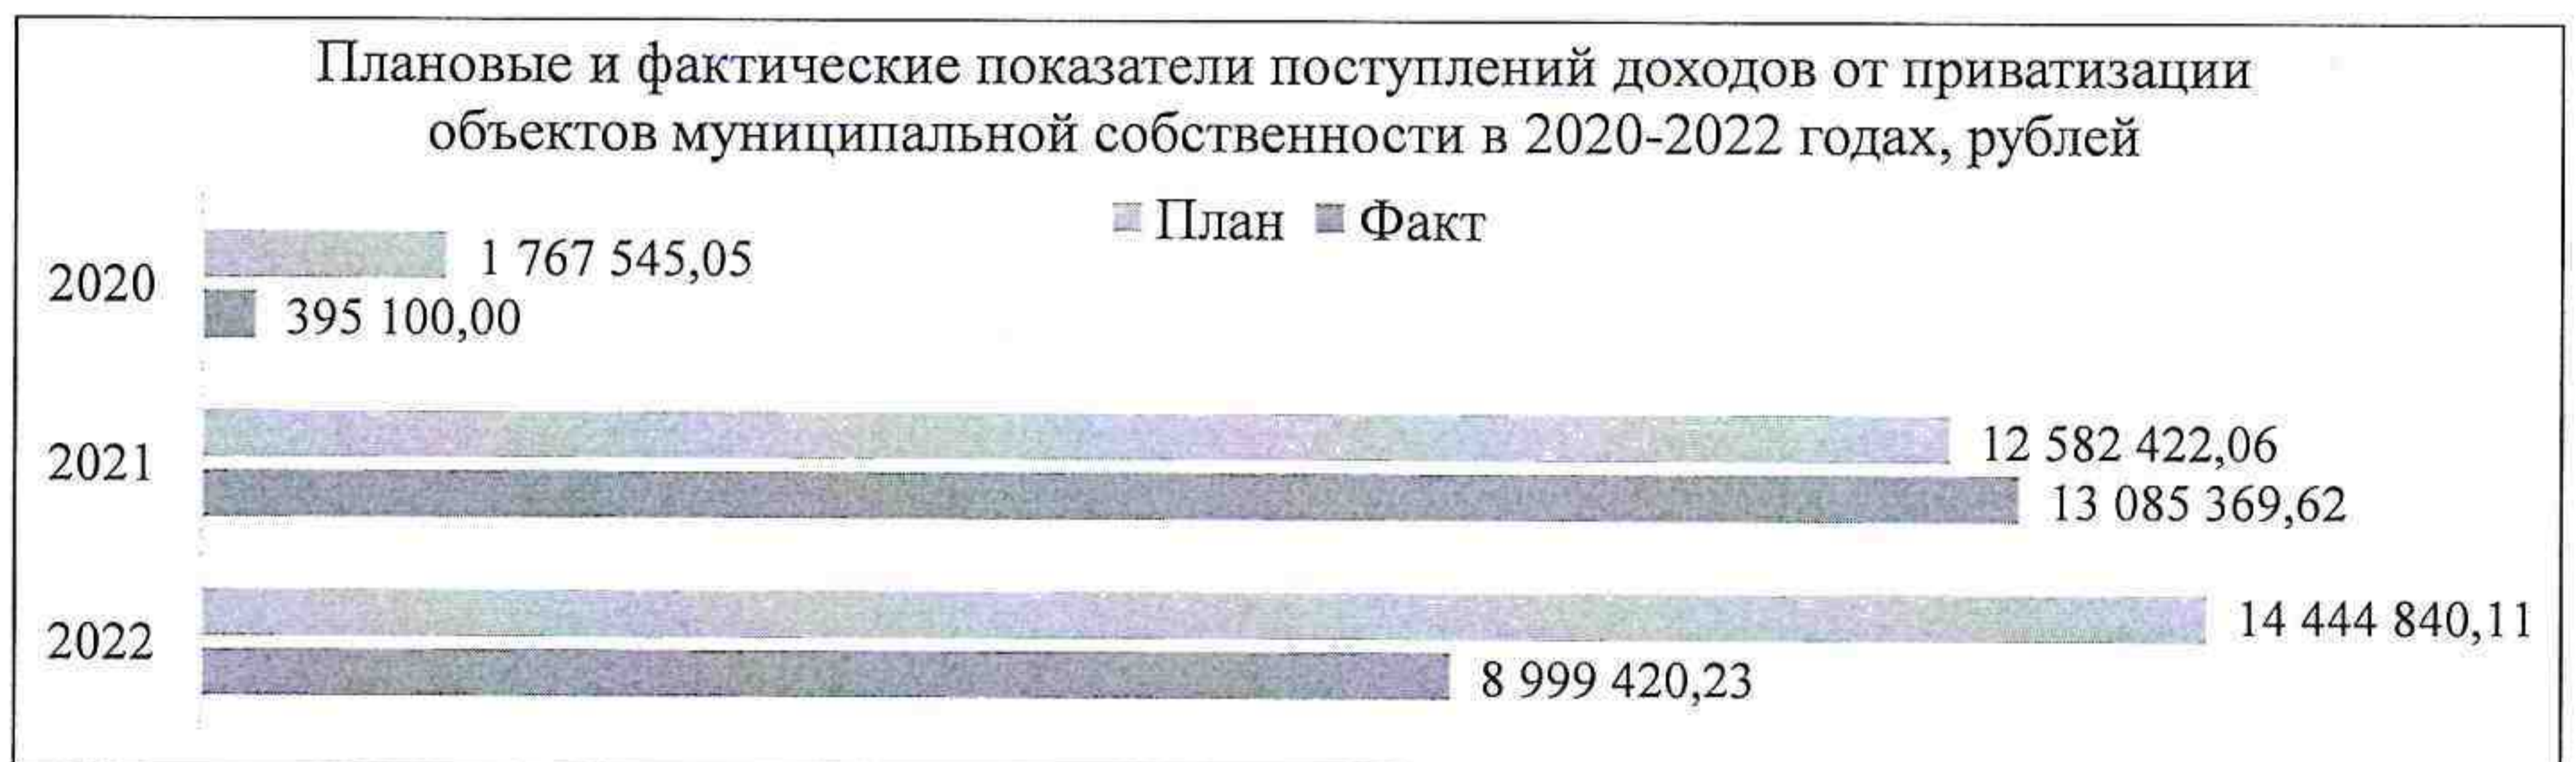 Плановые и фактические показатели поступлений доходов от приватизации
объектов муниципальной собственности в 2020-2022 годах, рублей
План Факт
2020
1 767 545,05
395 100,00
2021
12 582 422,06
13 085 369,62
2022
14 444 840,11
8 999 420,23